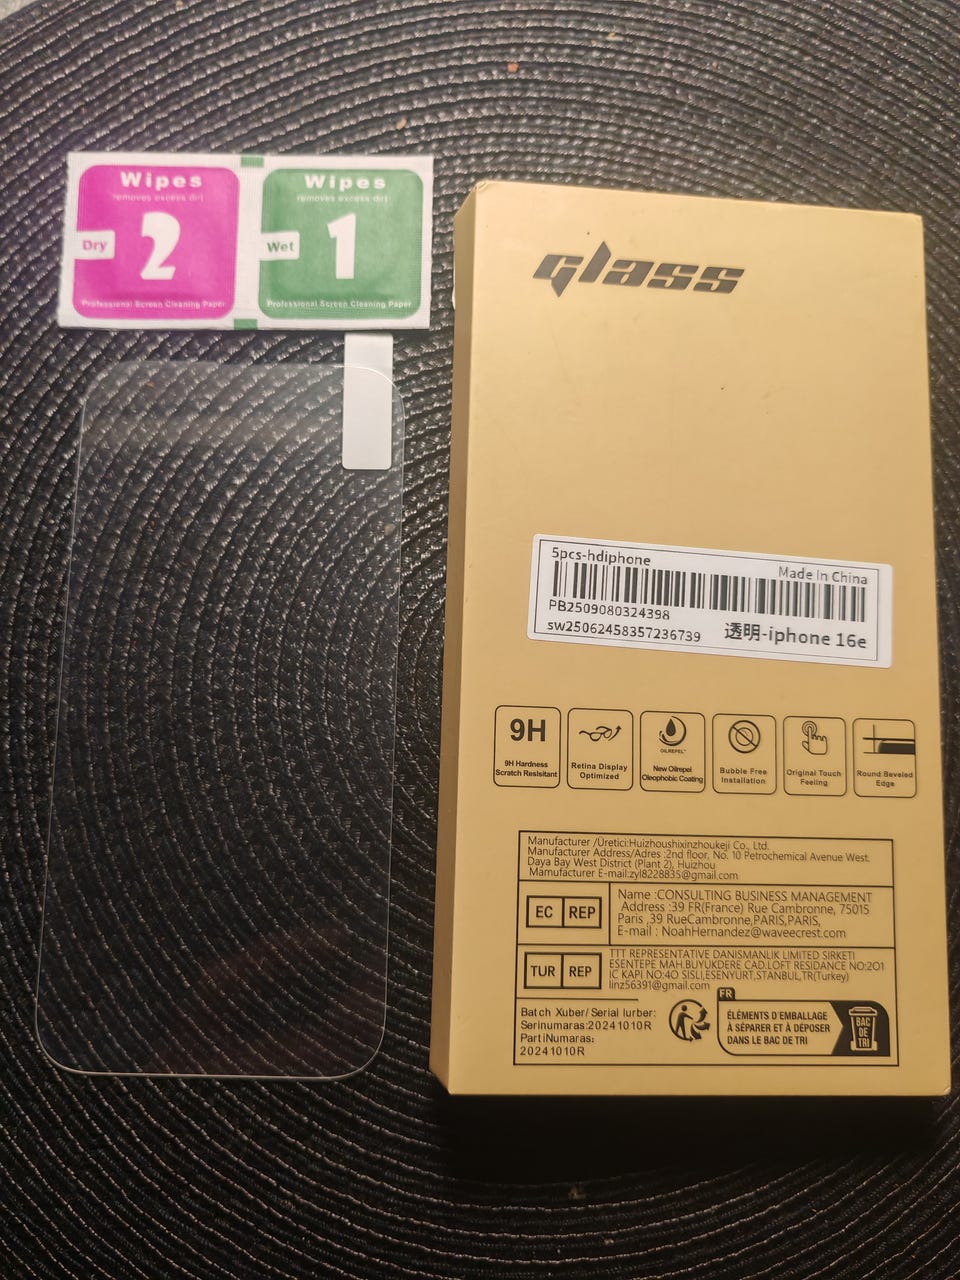 Wipes
removes excess dirt
2
Dry
Professional Screen Cleaning Paper
Wipes
removes excess dirt
1
Wet
Professional Screen Cleaning Paper
glass
5pcs-hdiphone
Made In China
PB2509080324398
sw25062458357236739
透明-iphone 16e
9H
9H Hardness
Scratch Reslsitant
Retina Display
Optimized
OILREPEL
New Oilrepel
Oleophobic Coating
Bubble Free
Installation
Original Touch
Feeling
Round Beveled
Edge
Manufacturer /Üretici:Huizhoushixinzhoukeji Co., Ltd.
Manufacturer Address/Adres :2nd floor, No. 10 Petrochemical Avenue West,
Daya Bay West District (Plant 2), Huizhou
Mamufacturer E-mail:zyl8228835@gmail.com
EC REP
Name :CONSULTING BUSINESS MANAGEMENT
Address :39 FR(France) Rue Cambronne, 75015
Paris ,39 RueCambronne,PARIS,PARIS,
E-mail : NoahHernandez@waveecrest.com
TUR REP
TTT REPRESENTATIVE DANISMANLIK LIMITED SIRKETI
ESENTEPE MAH.BUYUKDERE CAD.LOFT RESIDANCE NO:201
IC KAPI NO:40 SISLI,ESENYURT,STANBUL,TR(Turkey)
linz56391@gmail.com
Batch Xuber/ Serial lurber:
Serinumaras:20241010R
PartiNumaras:
20241010R
FR
ÉLÉMENTS D'EMBALLAGE
À SÉPARER ET À DÉPOSER
DANS LE BAC DE TRI
BAC
DE
TRI